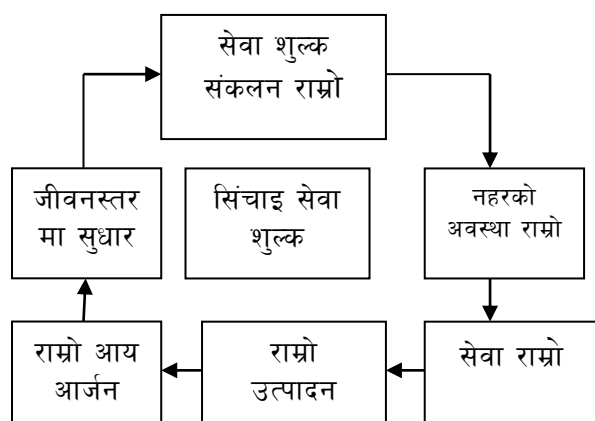 सेवा शुल्क
संकलन राम्रो
जीवनस्तर
मा सुधार
सिंचाइ सेवा
शुल्क
नहरको
अवस्था राम्रो
राम्रो आय
आर्जन
राम्रो
उत्पादन
सेवा राम्रो